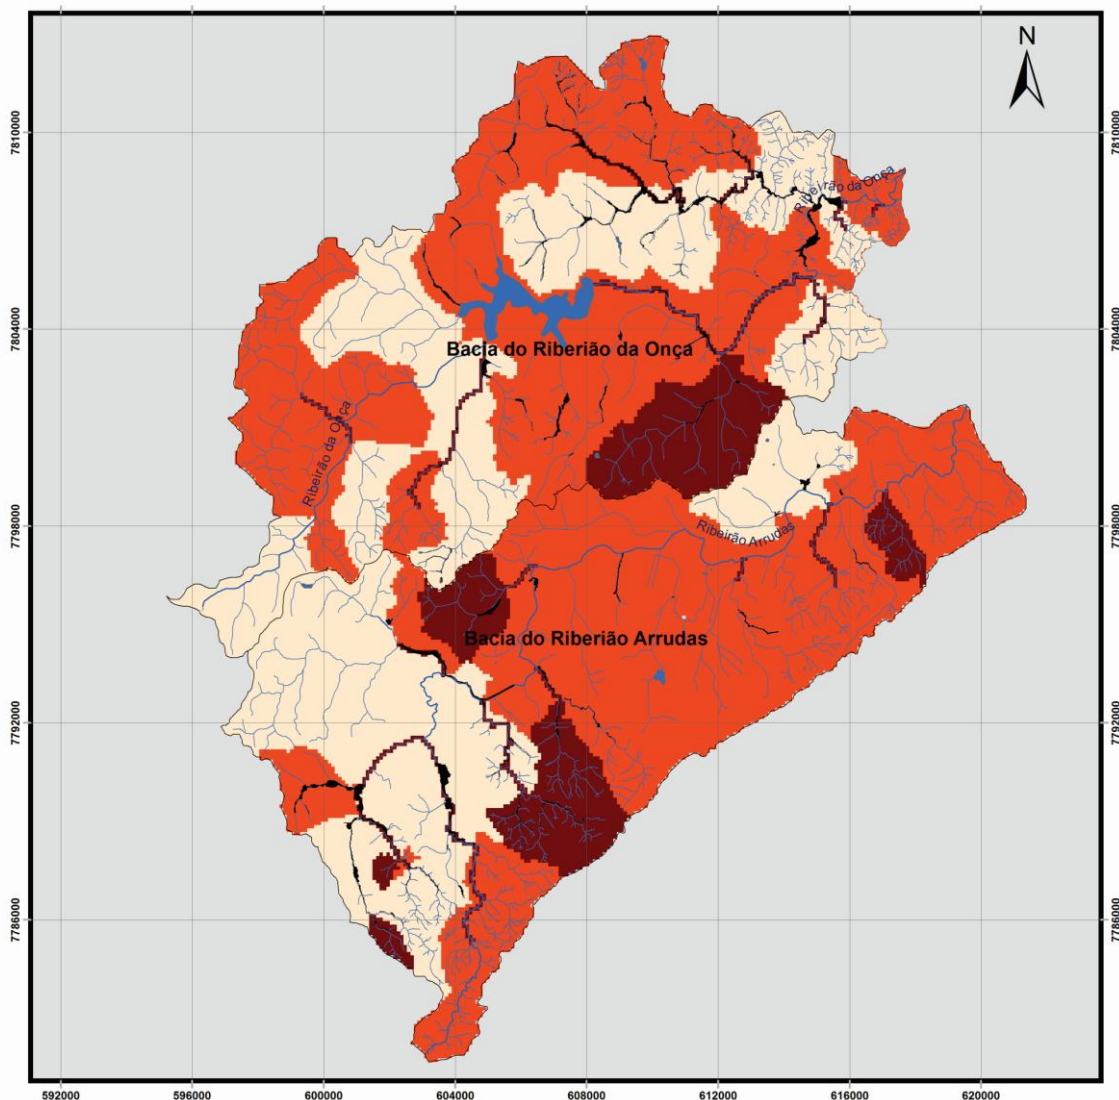 N
7810000
7810000
Ribeyrão da Onça
7804000
7804000
Bacia do Riberião da Onça
Ribeirão da Onça
7798000
7798000
Ribeirão Arrudas
Bacia do Riberião Arrudas
7792000
7792000
7786000
7786000
592000 596000 600000 604000 608000 612000 616000 620000